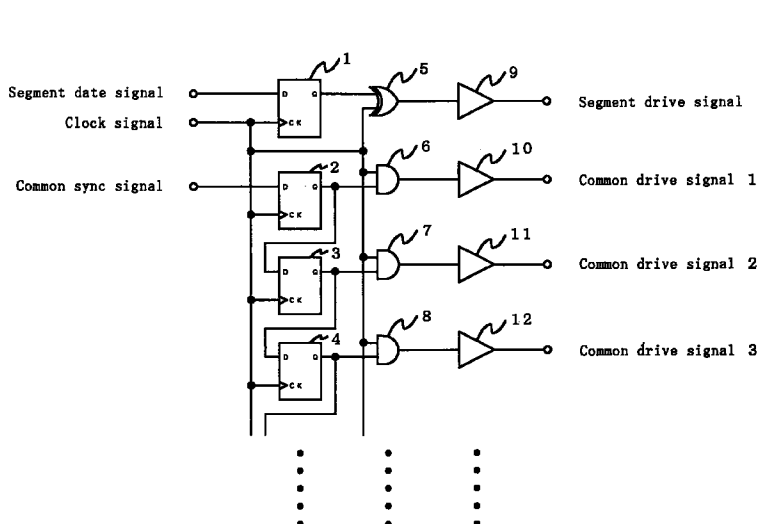 1 5 9
Segment date signal D Q Segment drive signal
Clock signal CK
6 10
2
Common sync signal D Q Common drive signal 1
CK
7 11
3
D Q Common drive signal 2
CK
8 12
4
D Q Common drive signal 3
CK